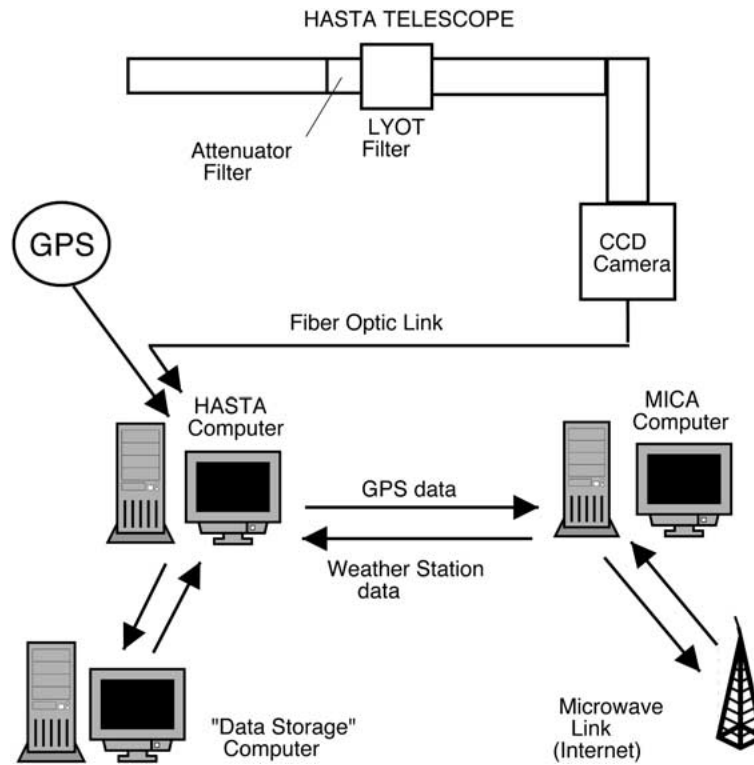 HASTA TELESCOPE
LYOT
Filter
Attenuator
Filter
GPS
CCD
Camera
Fiber Optic Link
HASTA
Computer
MICA
Computer
GPS data
Weather Station
data
"Data Storage"
Computer
Microwave
Link
(Internet)